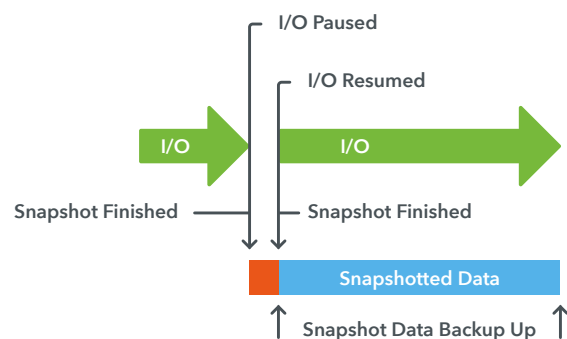 I/O Paused
I/O Resumed
I/O
I/O
Snapshot Finished
Snapshot Finished
Snapshotted Data
Snapshot Data Backup Up